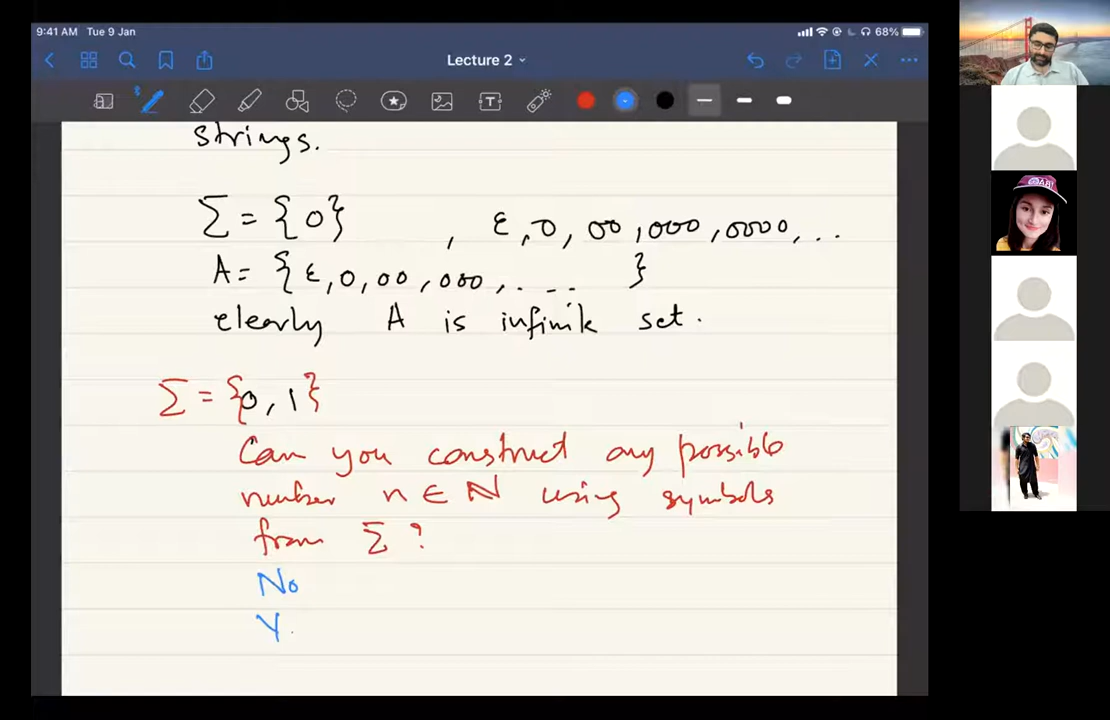 9:41 AM Tue 9 Jan
68%
Lecture 2
strings.
Σ = {0} , ε, 0, 00, 000, 0000, ...
A = {ε, 0, 00, 000, . - -- }
clearly A is infinite set.
Σ = {0, 1}
Can you construct any possible
number n ∈ ℕ using symbols
from Σ ?
No
Y